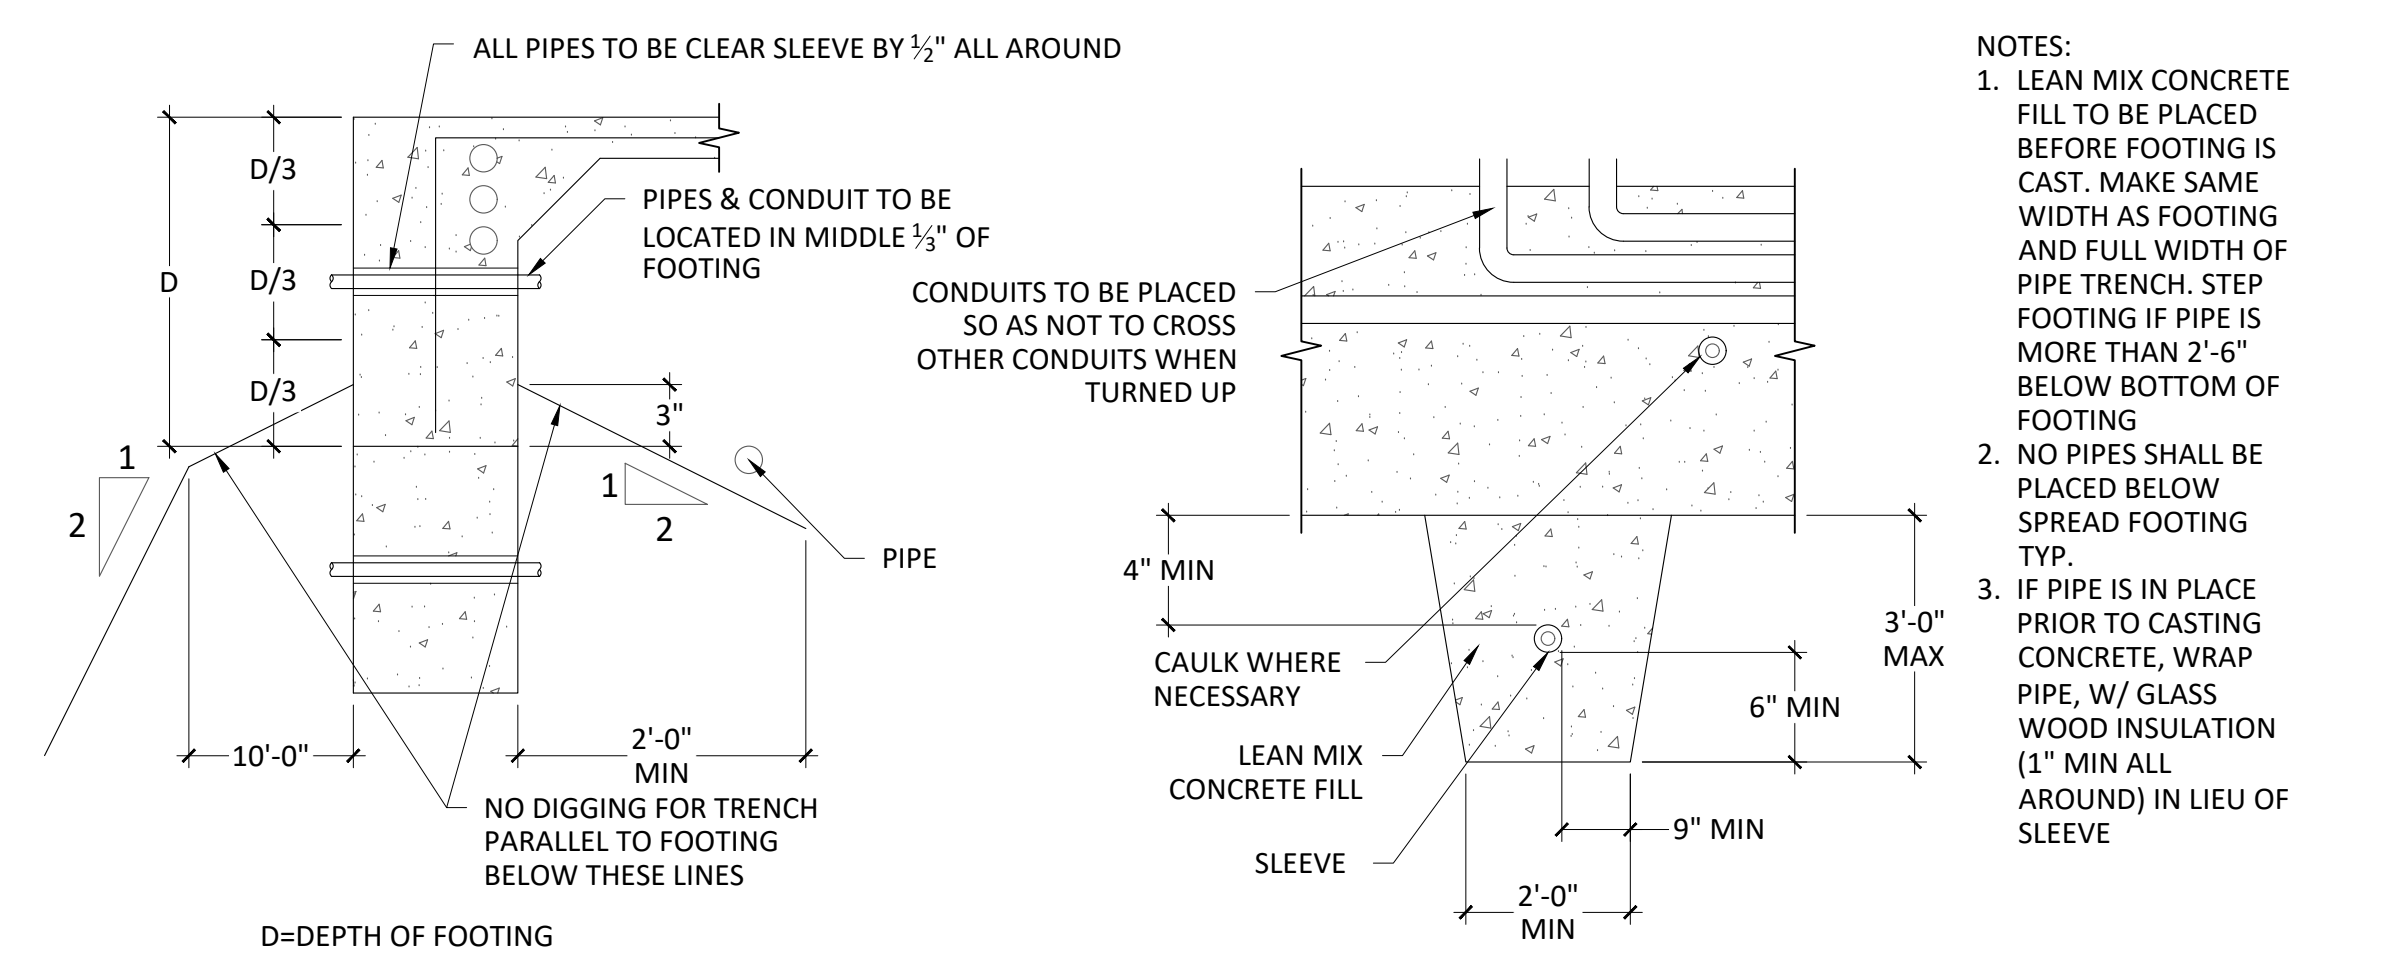 ALL PIPES TO BE CLEAR SLEEVE BY ½" ALL AROUND
D/3
D
D/3
D/3
PIPES & CONDUIT TO BE
LOCATED IN MIDDLE ⅓" OF
FOOTING
3"
1
2
1
2
PIPE
10'-0"
2'-0"
MIN
NO DIGGING FOR TRENCH
PARALLEL TO FOOTING
BELOW THESE LINES
D=DEPTH OF FOOTING
CONDUITS TO BE PLACED
SO AS NOT TO CROSS
OTHER CONDUITS WHEN
TURNED UP
4" MIN
CAULK WHERE
NECESSARY
LEAN MIX
CONCRETE FILL
SLEEVE
3'-0"
MAX
6" MIN
9" MIN
2'-0"
MIN
NOTES:
1. LEAN MIX CONCRETE
FILL TO BE PLACED
BEFORE FOOTING IS
CAST. MAKE SAME
WIDTH AS FOOTING
AND FULL WIDTH OF
PIPE TRENCH. STEP
FOOTING IF PIPE IS
MORE THAN 2'-6"
BELOW BOTTOM OF
FOOTING
2. NO PIPES SHALL BE
PLACED BELOW
SPREAD FOOTING
TYP.
3. IF PIPE IS IN PLACE
PRIOR TO CASTING
CONCRETE, WRAP
PIPE, W/ GLASS
WOOD INSULATION
(1" MIN ALL
AROUND) IN LIEU OF
SLEEVE